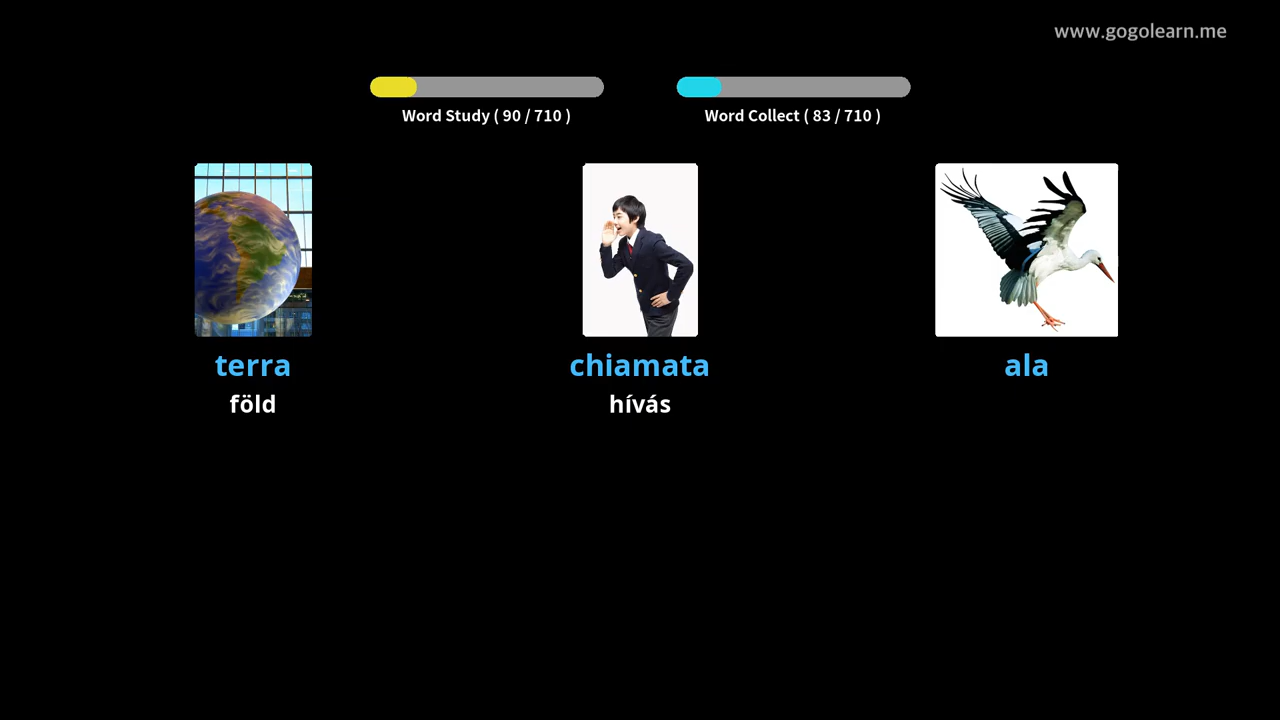 www.gogolearn.me
Word Study ( 90 / 710 )
Word Collect ( 83 / 710 )
terra
föld
chiamata
hívás
ala